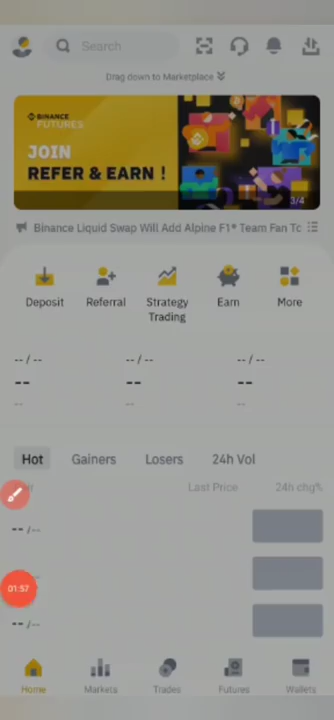 Search
Drag down to Marketplace
BINANCE
FUTURES
JOIN
REFER & EARN !
3/4
Binance Liquid Swap Will Add Alpine F1® Team Fan Tc
Deposit Referral Strategy Trading Earn More
-- / -- -- / -- -- / --
-- -- --
-- -- --
Hot Gainers Losers 24h Vol
Last Price 24h chg%
-- /--
01:57
-- /--
Home Markets Trades Futures Wallets